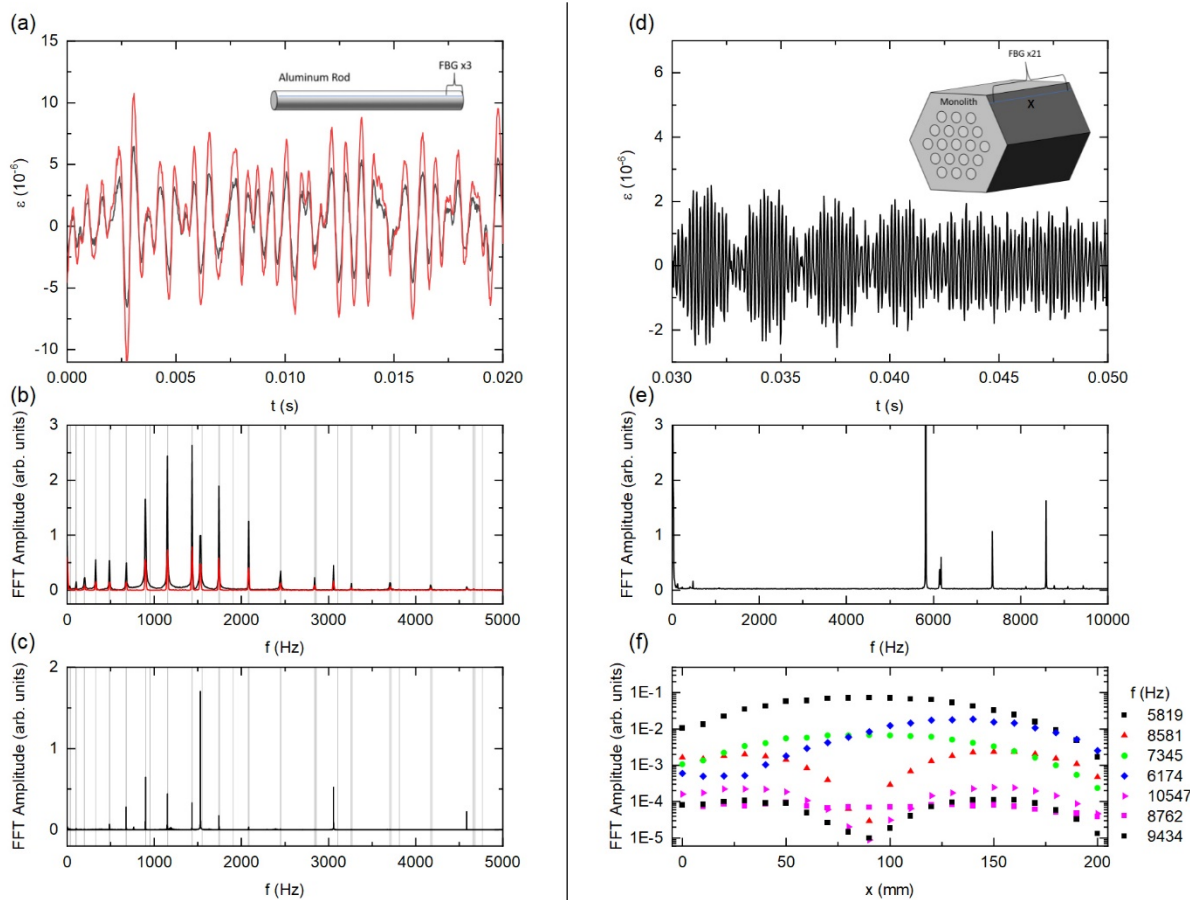 (a)
15
10
5
0
-5
-10
ε (10⁻⁶)
Aluminum Rod
FBG x3
0.000 0.005 0.010 0.015 0.020
t (s)
(b)
3
2
1
0
FFT Amplitude (arb. units)
0 1000 2000 3000 4000 5000
f (Hz)
(c)
2
1
0
FFT Amplitude (arb. units)
0 1000 2000 3000 4000 5000
f (Hz)
(d)
6
4
2
0
-2
ε (10⁻⁶)
FBG x21
Monolith
X
0.030 0.035 0.040 0.045 0.050
t (s)
(e)
3
2
1
0
FFT Amplitude (arb. units)
0 2000 4000 6000 8000 10000
f (Hz)
(f)
1E-1
1E-2
1E-3
1E-4
1E-5
FFT Amplitude (arb. units)
0 50 100 150 200
x (mm)
f (Hz)
5819
8581
7345
6174
10547
8762
9434